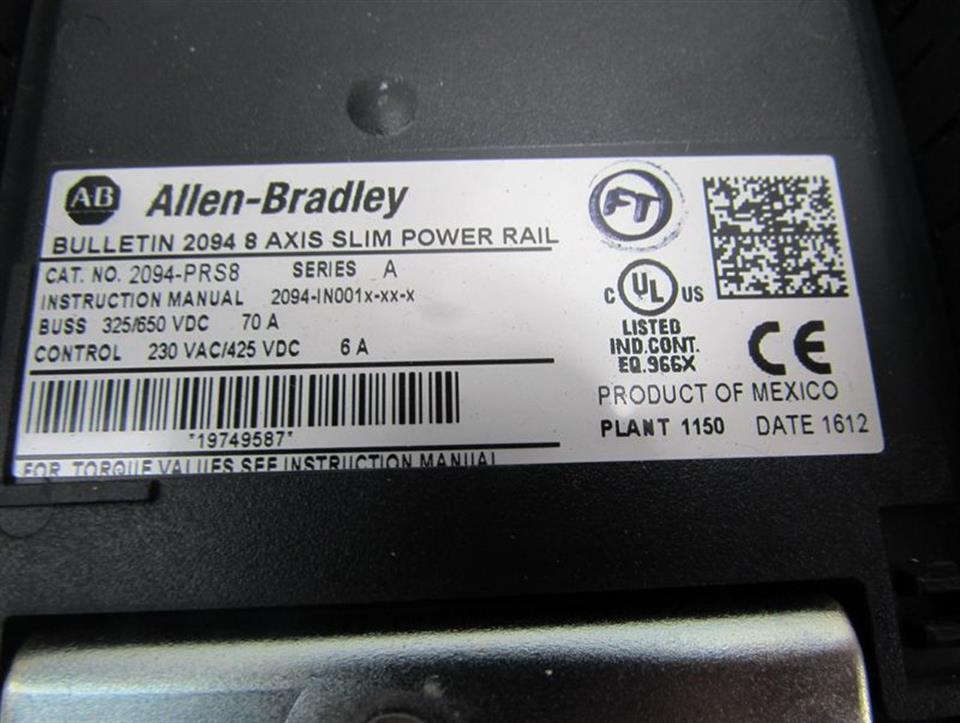 AB Allen-Bradley
BULLETIN 2094 8 AXIS SLIM POWER RAIL
CAT. NO. 2094-PRS8 SERIES A
INSTRUCTION MANUAL 2094-IN001x-xx-x
BUSS 325/650 VDC 70 A
CONTROL 230 VAC/425 VDC 6 A
*19749587*
FOR TORQUE VALUES SEE INSTRUCTION MANUAL
FT
C UL US
LISTED
IND.CONT.
EQ.966X
CE
PRODUCT OF MEXICO
PLANT 1150 DATE 1612